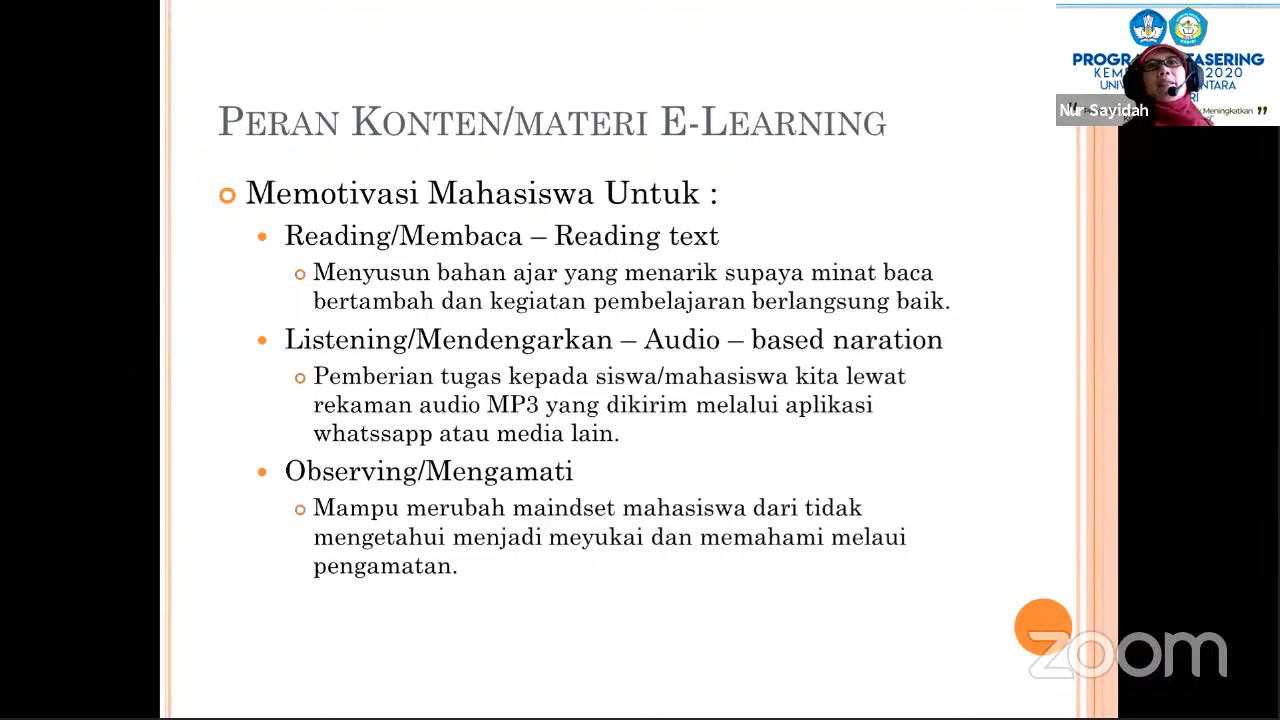 PERAN KONTEN/MATERI E-LEARNING
Memotivasi Mahasiswa Untuk :
Reading/Membaca – Reading text
Menyusun bahan ajar yang menarik supaya minat baca
bertambah dan kegiatan pembelajaran berlangsung baik.
Listening/Mendengarkan – Audio – based naration
Pemberian tugas kepada siswa/mahasiswa kita lewat
rekaman audio MP3 yang dikirim melalui aplikasi
whatssapp atau media lain.
Observing/Mengamati
Mampu merubah maindset mahasiswa dari tidak
mengetahui menjadi meyukai dan memahami melaui
pengamatan.
2020
Meningkatkan "
Nur Sayidah
zoom